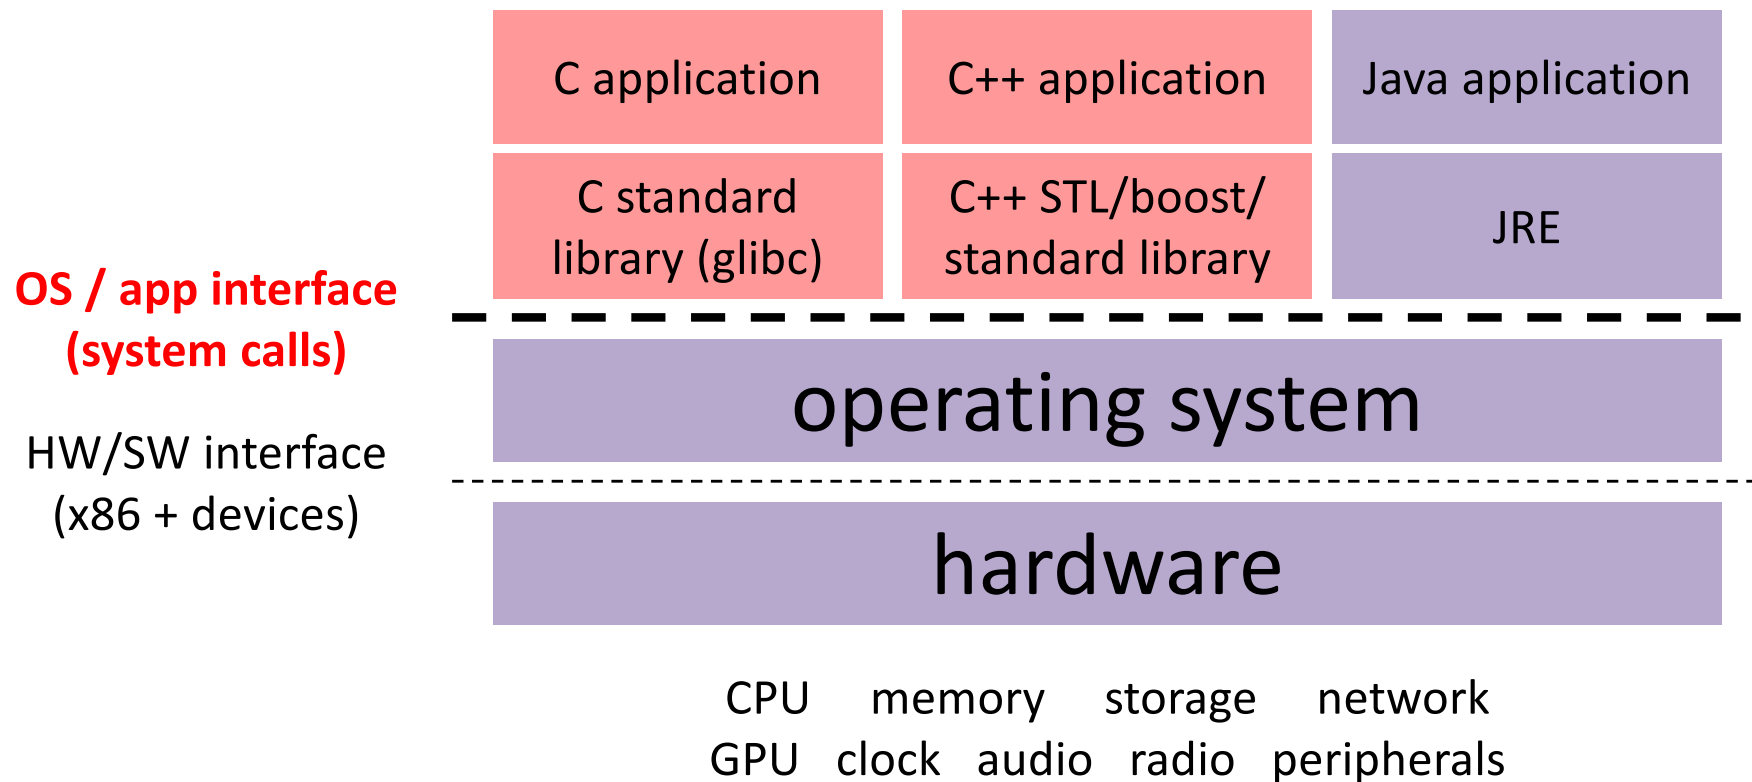 C application
C++ application
Java application
C standard
library (glibc)
C++ STL/boost/
standard library
JRE
OS / app interface
(system calls)
operating system
HW/SW interface
(x86 + devices)
hardware
CPU memory storage network
GPU clock audio radio peripherals